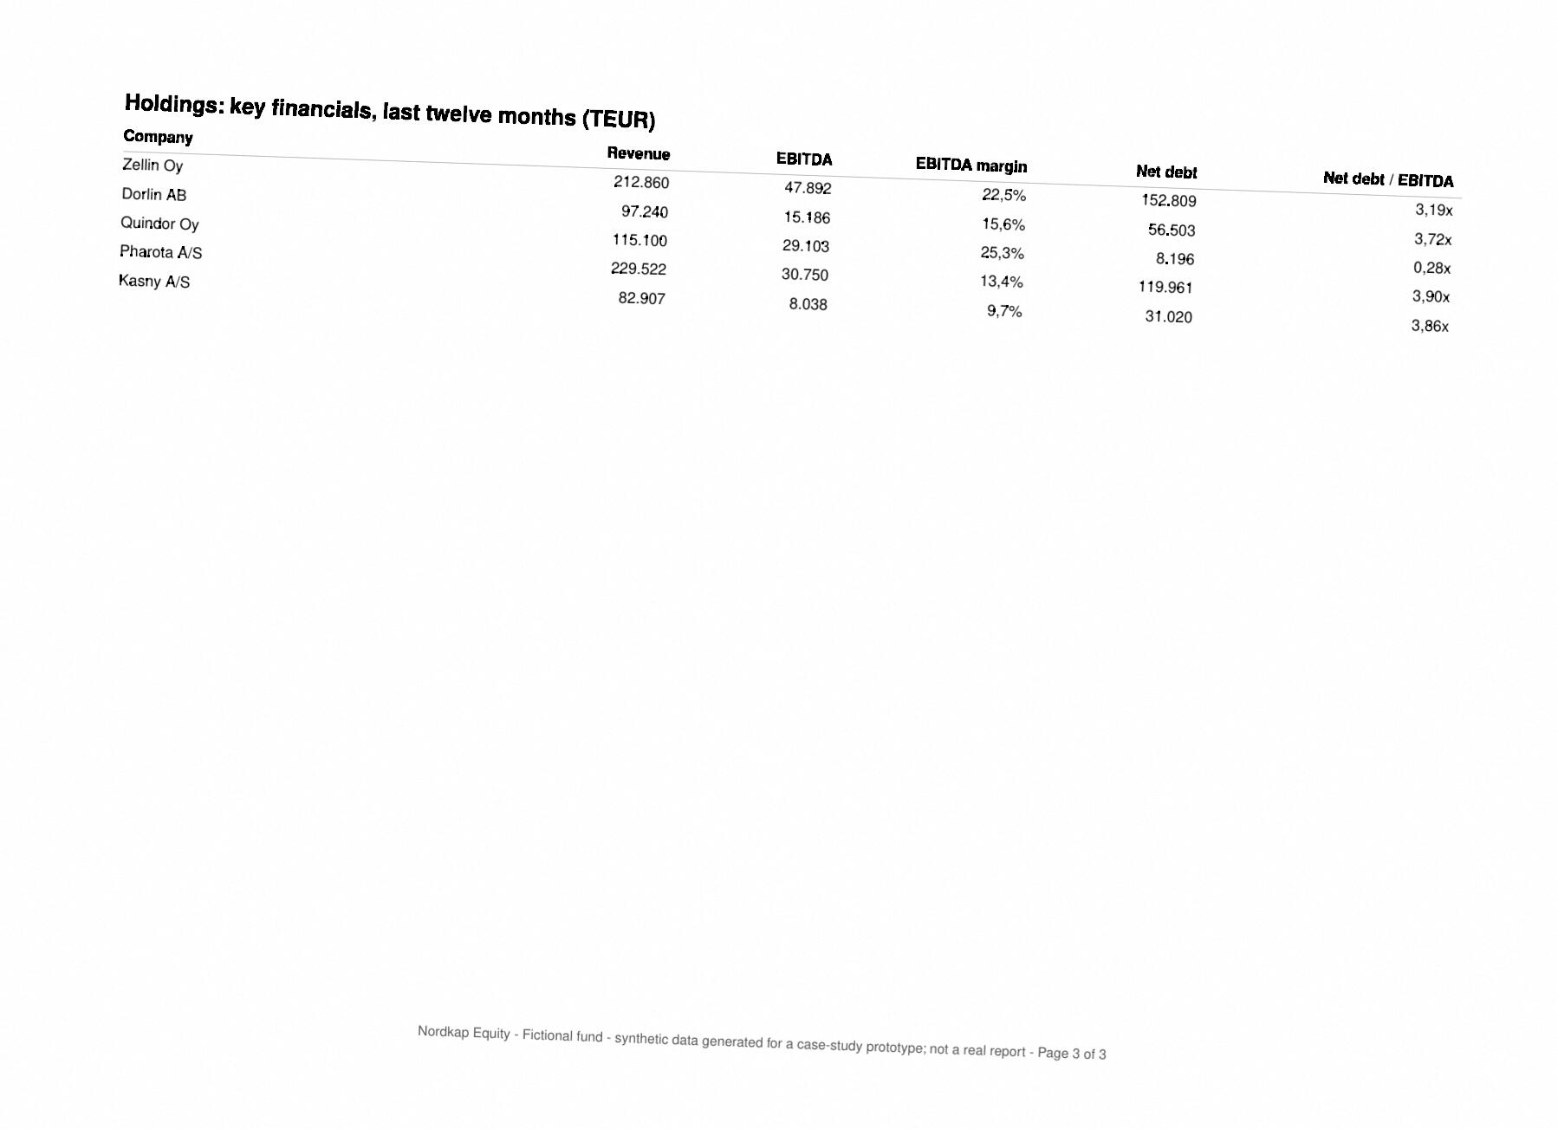 Holdings: key financials, last twelve months (TEUR)
Company Revenue EBITDA EBITDA margin Net debt Net debt / EBITDA
Zellin Oy 212.860 47.892 22,5% 152.809 3,19x
Dorlin AB 97.240 15.186 15,6% 56.503 3,72x
Quindor Oy 115.100 29.103 25,3% 8.196 0,28x
Pharota A/S 229.522 30.750 13,4% 119.961 3,90x
Kasny A/S 82.907 8.038 9,7% 31.020 3,86x
Nordkap Equity - Fictional fund - synthetic data generated for a case-study prototype; not a real report - Page 3 of 3